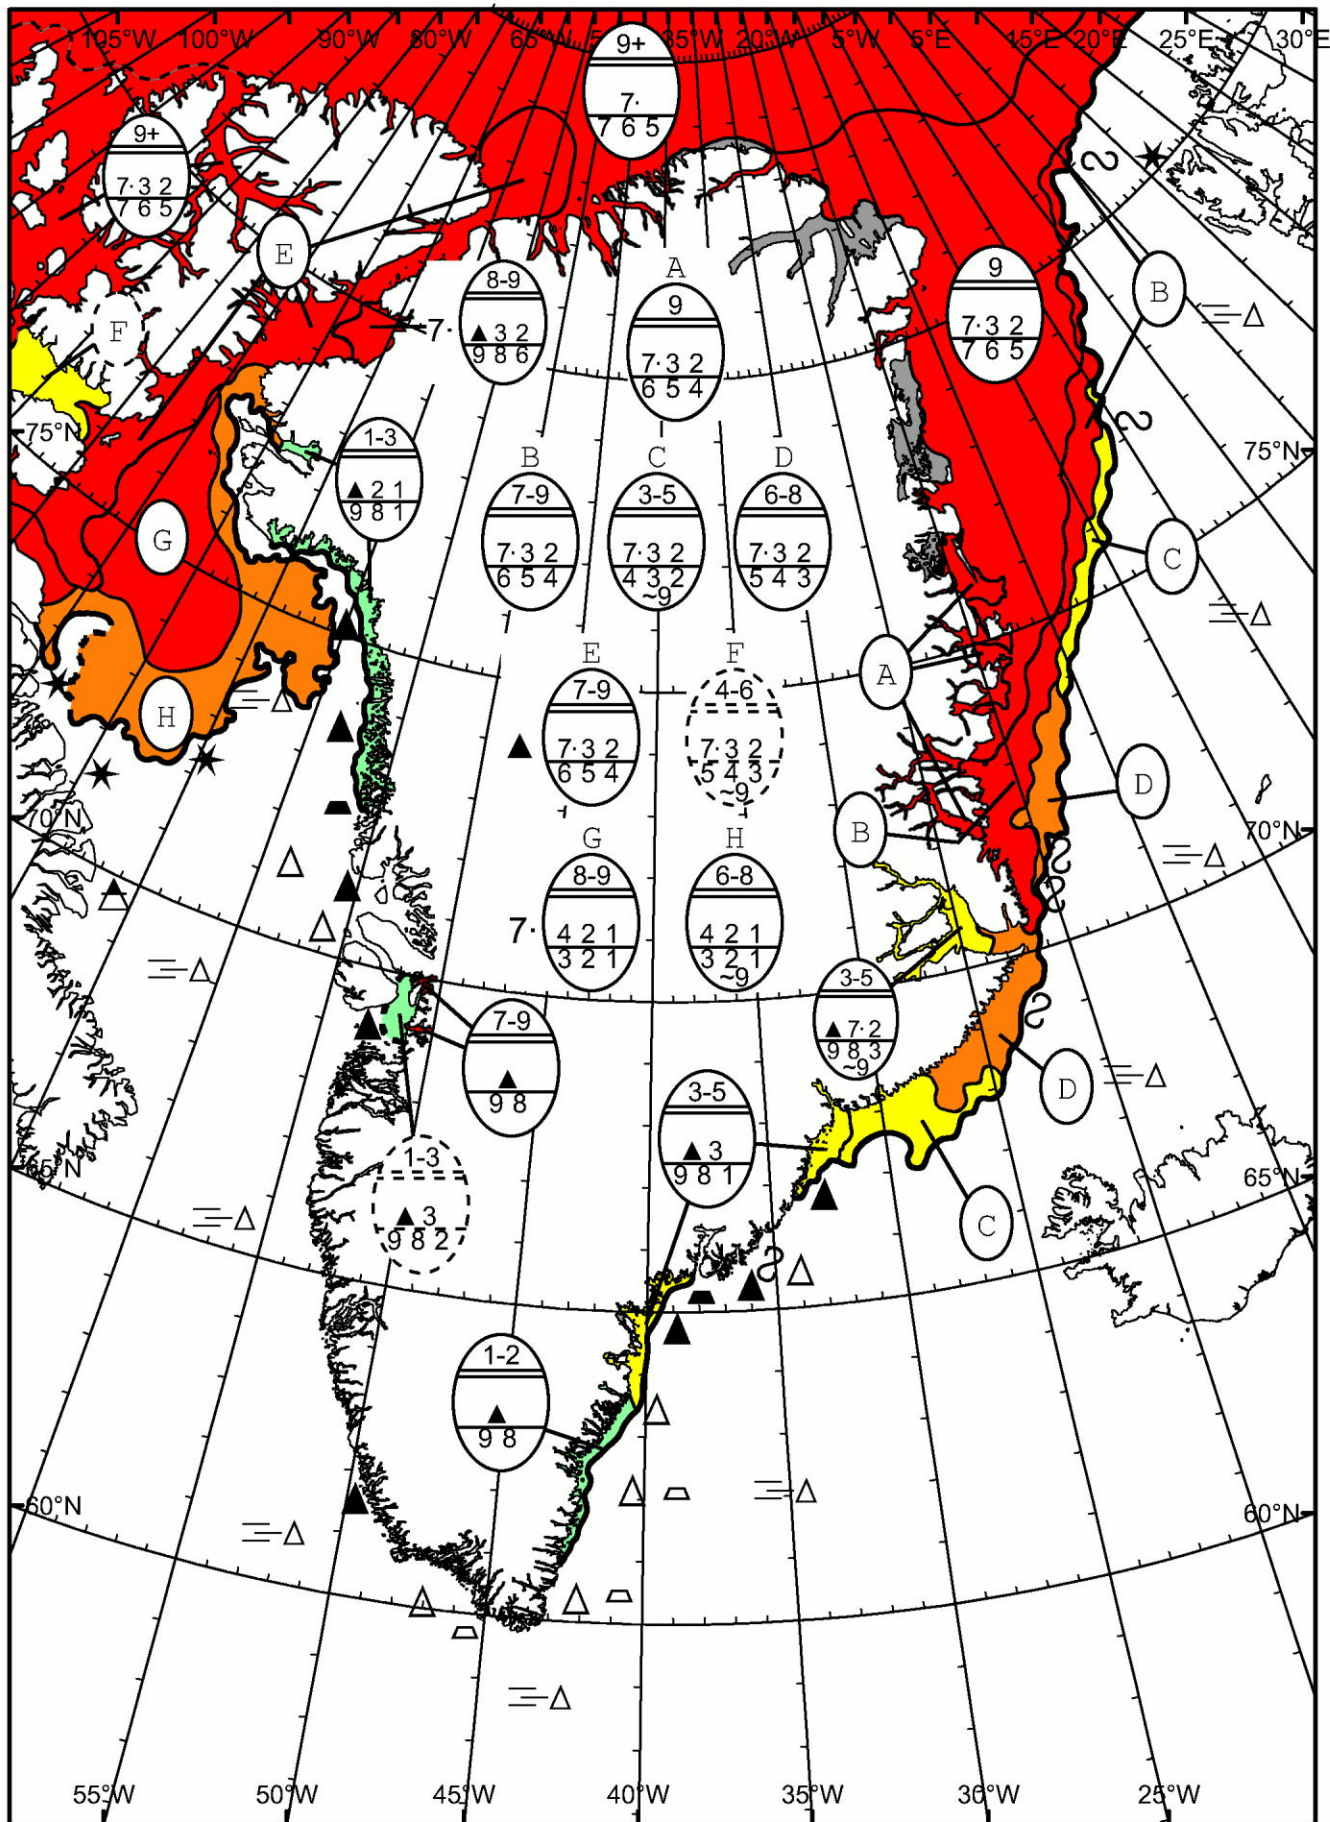 105°W 100°W 90°W 80°W 65°W 35°W 20°W 5°W 5°E 15°E 20°E 25°E 30°E
9+
7·
7 6 5
9+
7· 3 2
7 6 5
E
F
8-9
7· ▲ 3 2
9 8 6
A
9
7· 3 2
6 5 4
9
7· 3 2
7 6 5
B
75°N
75°N
1-3
▲ 2 1
9 8 1
B C D
7-9 3-5 6-8
7· 3 2 7· 3 2 7· 3 2
6 5 4 4 3 2 5 4 3
~9
G
C
E F
7-9 4-6
▲ 7· 3 2 7· 3 2
6 5 4 5 4 3
~9
A
H
D
70°N
70°N
B
G H
8-9 6-8
7· 4 2 1 4 2 1
3 2 1 3 2 1
~9
3-5
▲ 7· 2
9 8 3
~9
7-9
▲
9 8
D
3-5
▲ 3
9 8 1
65°N
65°N
1-3
▲ 3
9 8 2
C
1-2
▲
9 8
60°N
60°N
55°W 50°W 45°W 40°W 35°W 30°W 25°W